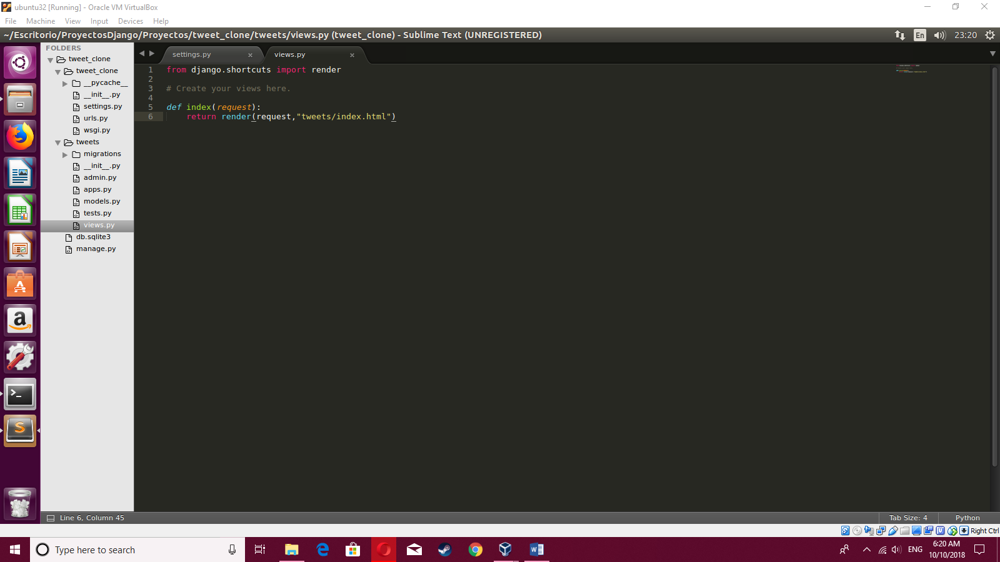 ubuntu32 [Running] - Oracle VM VirtualBox
File Machine View Input Devices Help
~/Escritorio/ProyectosDjango/Proyectos/tweet_clone/tweets/views.py (tweet_clone) - Sublime Text (UNREGISTERED)
En
23:20
FOLDERS
tweet_clone
tweet_clone
__pycache__
__init__.py
settings.py
urls.py
wsgi.py
tweets
migrations
__init__.py
admin.py
apps.py
models.py
tests.py
views.py
db.sqlite3
manage.py
settings.py
views.py
1 from django.shortcuts import render
2
3 # Create your views here.
4
5 def index(request):
6     return render(request,"tweets/index.html")
Line 6, Column 45
Tab Size: 4
Python
Right Ctrl
Type here to search
ENG
6:20 AM
10/10/2018